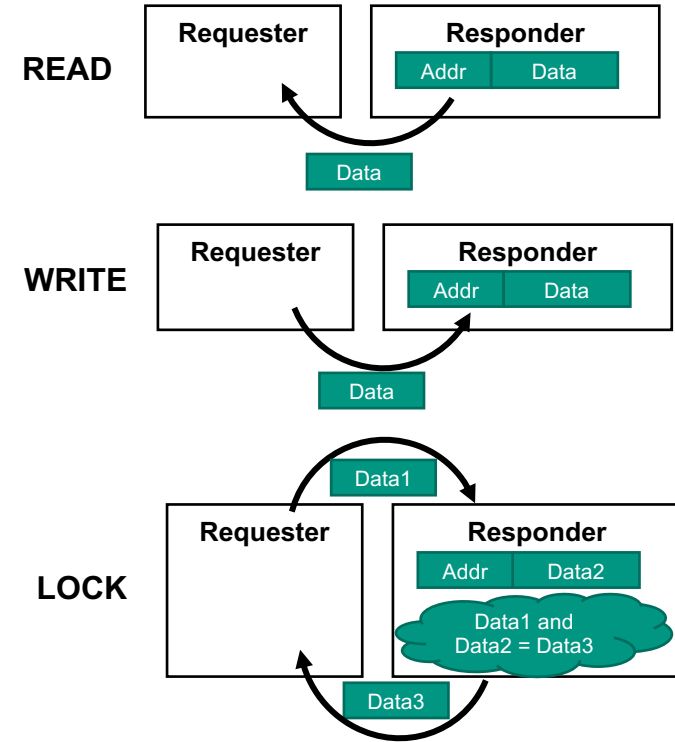 READ
Requester
Responder
Addr
Data
Data
WRITE
Requester
Responder
Addr
Data
Data
LOCK
Data1
Requester
Responder
Addr
Data2
Data1 and
Data2 = Data3
Data3